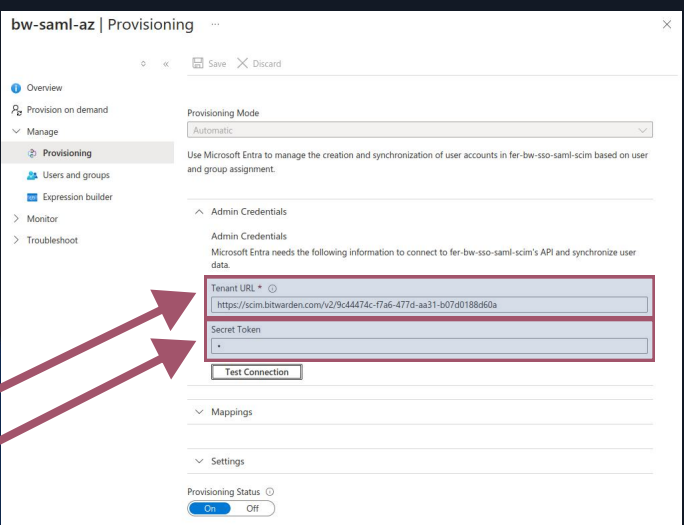 bw-saml-az | Provisioning ...
Save Discard
Overview
Provision on demand
Manage
Provisioning
Users and groups
Expression builder
Monitor
Troubleshoot
Provisioning Mode
Automatic
Use Microsoft Entra to manage the creation and synchronization of user accounts in fer-bw-sso-saml-scim based on user
and group assignment.
Admin Credentials
Admin Credentials
Microsoft Entra needs the following information to connect to fer-bw-sso-saml-scim's API and synchronize user
data.
Tenant URL *
https://scim.bitwarden.com/v2/9c44474c-f7a6-477d-aa31-b07d0188d60a
Secret Token
•
Test Connection
Mappings
Settings
Provisioning Status
On Off